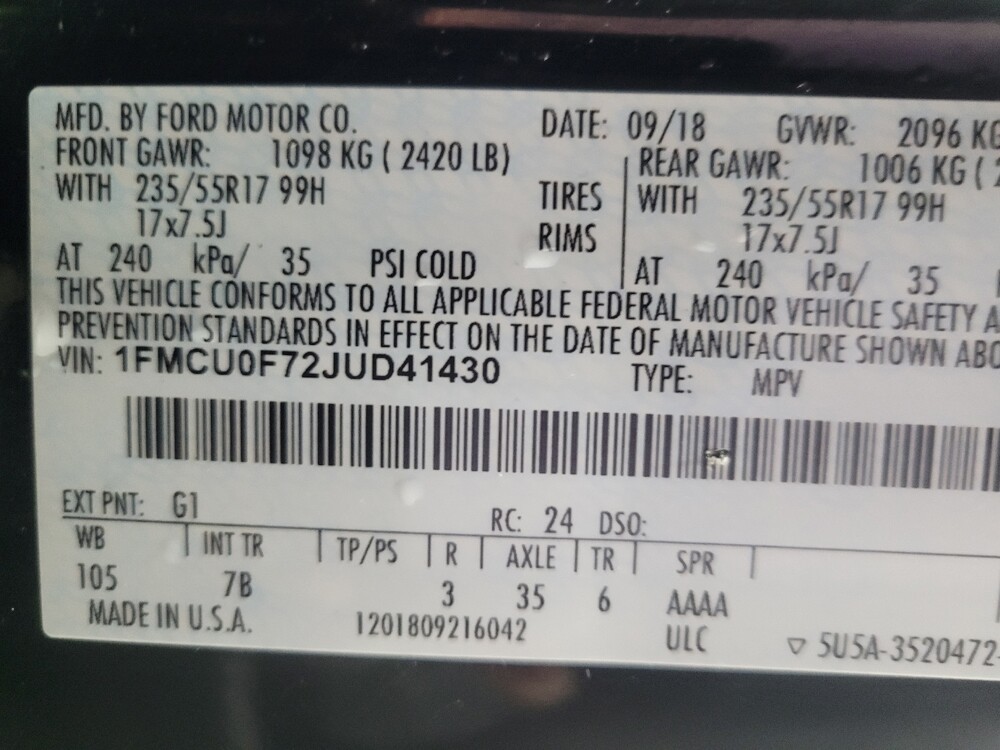 MFD. BY FORD MOTOR CO. DATE: 09/18 GVWR: 2096 KG
FRONT GAWR: 1098 KG ( 2420 LB) REAR GAWR: 1006 KG (
WITH 235/55R17 99H TIRES WITH 235/55R17 99H
17x7.5J RIMS 17x7.5J
AT 240 kPa/ 35 PSI COLD AT 240 kPa/ 35
THIS VEHICLE CONFORMS TO ALL APPLICABLE FEDERAL MOTOR VEHICLE SAFETY A
PREVENTION STANDARDS IN EFFECT ON THE DATE OF MANUFACTURE SHOWN ABO
VIN: 1FMCU0F72JUD41430 TYPE: MPV
EXT PNT: G1 RC: 24 DSO:
WB INT TR TP/PS R AXLE TR SPR
105 7B 3 35 6 AAAA
MADE IN U.S.A. 1201809216042 ULC ▽ 5U5A-3520472-